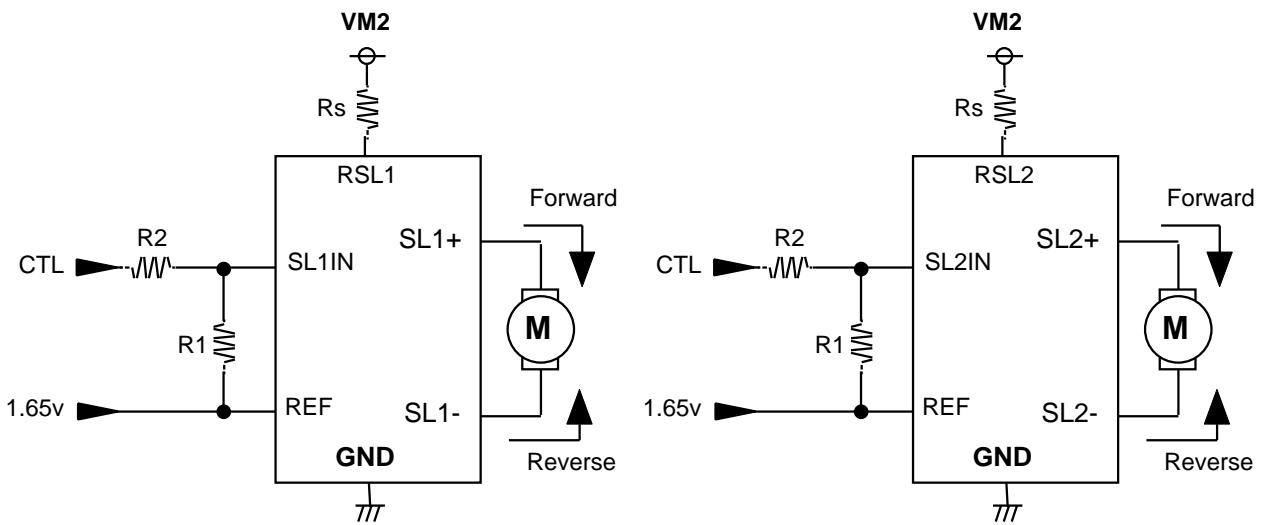 VM2
Rs
RSL1
Forward
SL1+
R2
CTL
SL1IN
M
R1
1.65v
REF
SL1-
GND
Reverse
VM2
Rs
RSL2
Forward
SL2+
R2
CTL
SL2IN
M
R1
1.65v
REF
SL2-
GND
Reverse